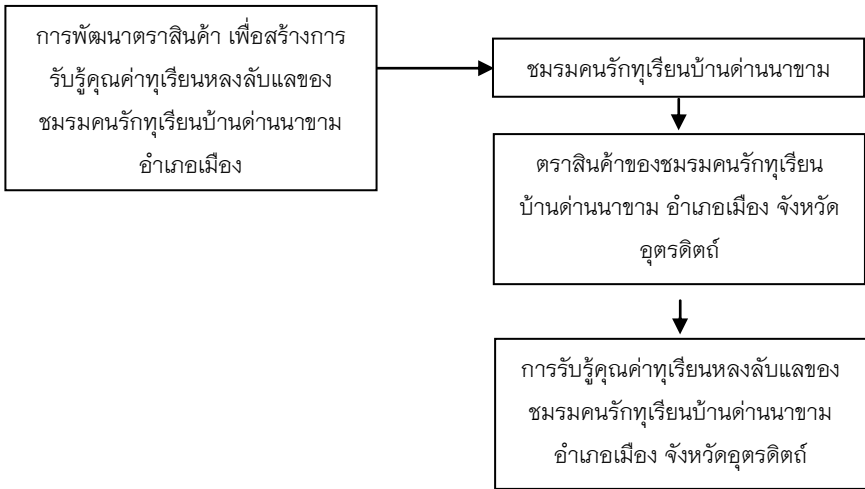 การพัฒนาตราสินค้า เพื่อสร้างการ
รับรู้คุณค่าทุเรียนหลงลับแลของ
ชมรมคนรักทุเรียนบ้านด่านนาขาม
อำเภอเมือง
ชมรมคนรักทุเรียนบ้านด่านนาขาม
ตราสินค้าของชมรมคนรักทุเรียน
บ้านด่านนาขาม อำเภอเมือง จังหวัด
อุตรดิตถ์
การรับรู้คุณค่าทุเรียนหลงลับแลของ
ชมรมคนรักทุเรียนบ้านด่านนาขาม
อำเภอเมือง จังหวัดอุตรดิตถ์